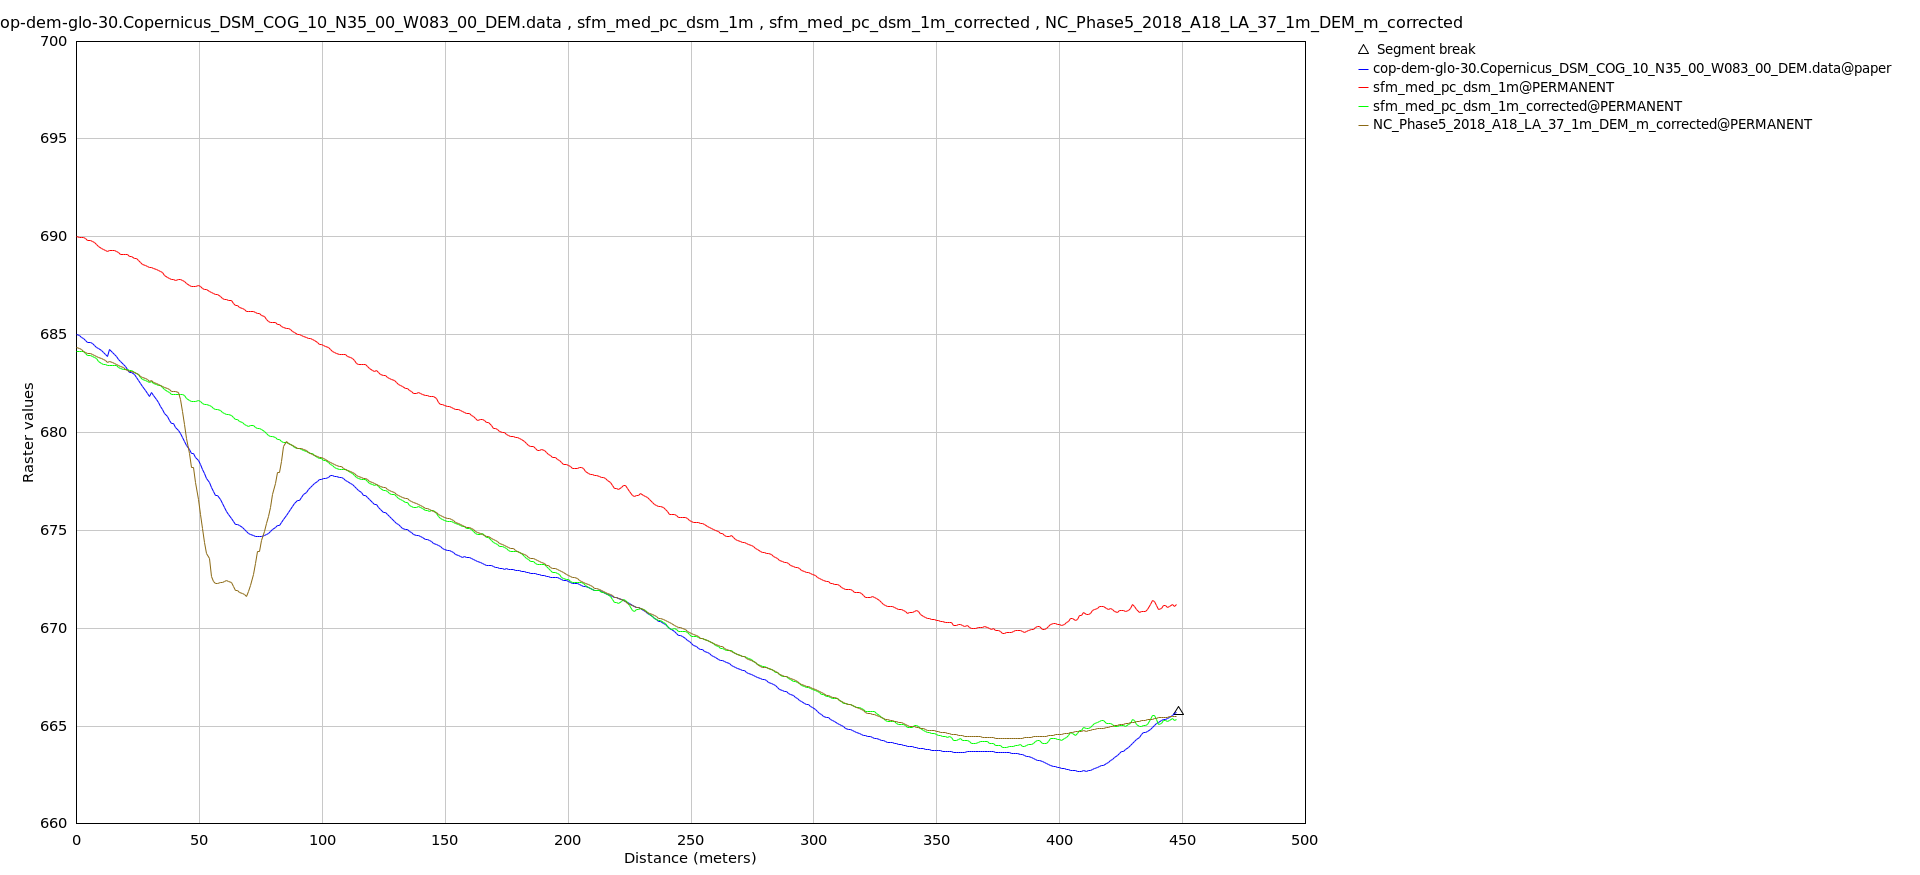 op-dem-glo-30.Copernicus_DSM_COG_10_N35_00_W083_00_DEM.data , sfm_med_pc_dsm_1m , sfm_med_pc_dsm_1m_corrected , NC_Phase5_2018_A18_LA_37_1m_DEM_m_corrected
Segment break
cop-dem-glo-30.Copernicus_DSM_COG_10_N35_00_W083_00_DEM.data@paper
sfm_med_pc_dsm_1m@PERMANENT
sfm_med_pc_dsm_1m_corrected@PERMANENT
NC_Phase5_2018_A18_LA_37_1m_DEM_m_corrected@PERMANENT
700
695
690
685
680
675
670
665
660
Raster values
0 50 100 150 200 250 300 350 400 450 500
Distance (meters)